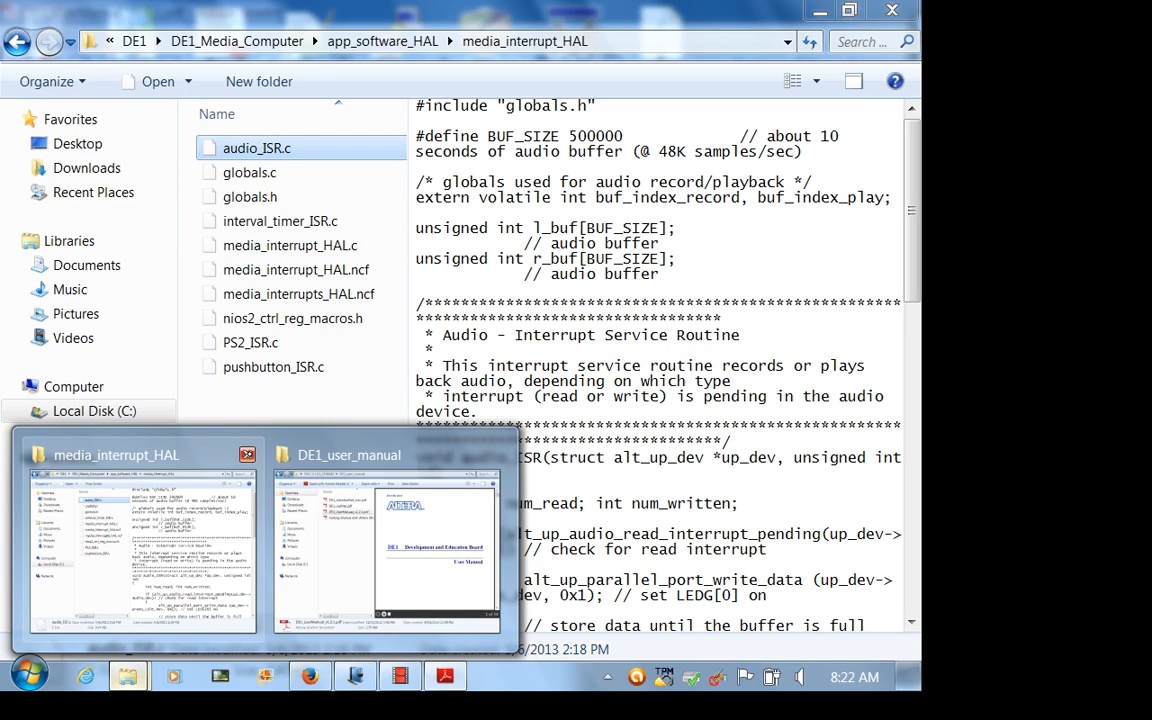 « DE1 DE1_Media_Computer app_software_HAL media_interrupt_HAL
Search ...
Organize Open New folder
Favorites
Desktop
Downloads
Recent Places
Libraries
Documents
Music
Pictures
Videos
Computer
Local Disk (C:)
Name
audio_ISR.c
globals.c
globals.h
interval_timer_ISR.c
media_interrupt_HAL.c
media_interrupt_HAL.ncf
media_interrupts_HAL.ncf
nios2_ctrl_reg_macros.h
PS2_ISR.c
pushbutton_ISR.c
#include "globals.h"
#define BUF_SIZE 500000 // about 10
seconds of audio buffer (@ 48K samples/sec)
/* globals used for audio record/playback */
extern volatile int buf_index_record, buf_index_play;
unsigned int l_buf[BUF_SIZE];
// audio buffer
unsigned int r_buf[BUF_SIZE];
// audio buffer
/*****************************************************
**********************************
* Audio - Interrupt Service Routine
*
* This interrupt service routine records or plays
back audio, depending on which type
* interrupt (read or write) is pending in the audio
device.
******************************************************
**********************************/
ISR(struct alt_up_dev *up_dev, unsigned int
num_read; int num_written;
alt_up_audio_read_interrupt_pending(up_dev->
// check for read interrupt
alt_up_parallel_port_write_data (up_dev->
dev, 0x1); // set LEDG[0] on
// store data until the buffer is full
media_interrupt_HAL
DE1_user_manual
ALTERA
DE1 Development and Education Board
User Manual
2013 2:18 PM
8:22 AM